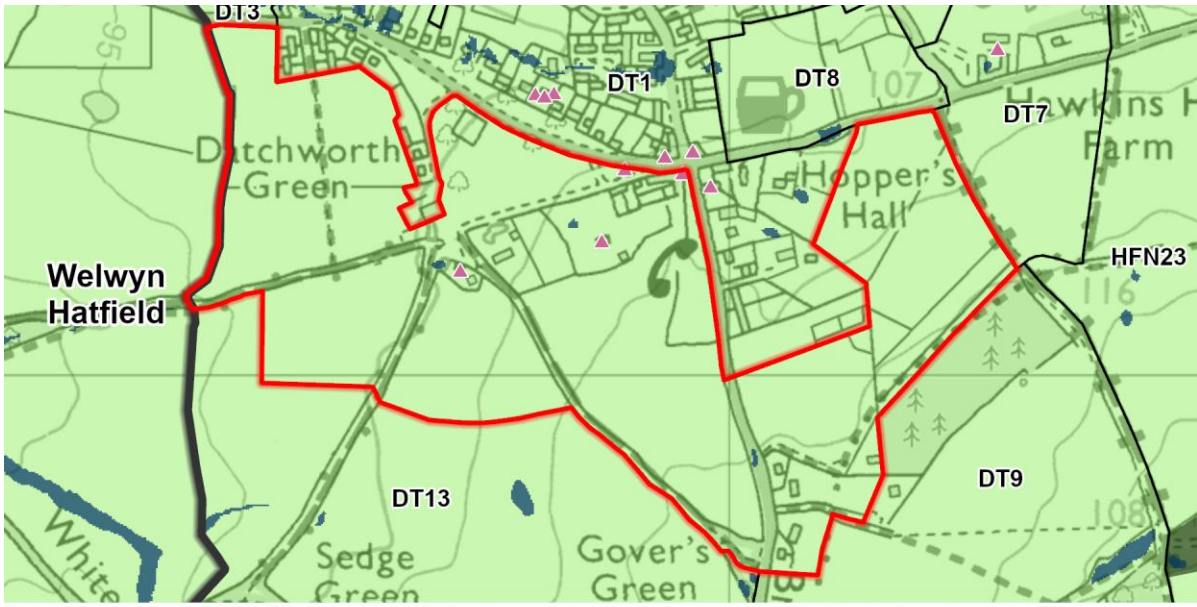 DT3
95
DT1
DT8
107
DT7
Hawkins H
Farm
Datchworth
Green
Hopper's
Hall
HFN23
116
Welwyn
Hatfield
DT13
DT9
108
White
Sedge
Green
Gover's
Green